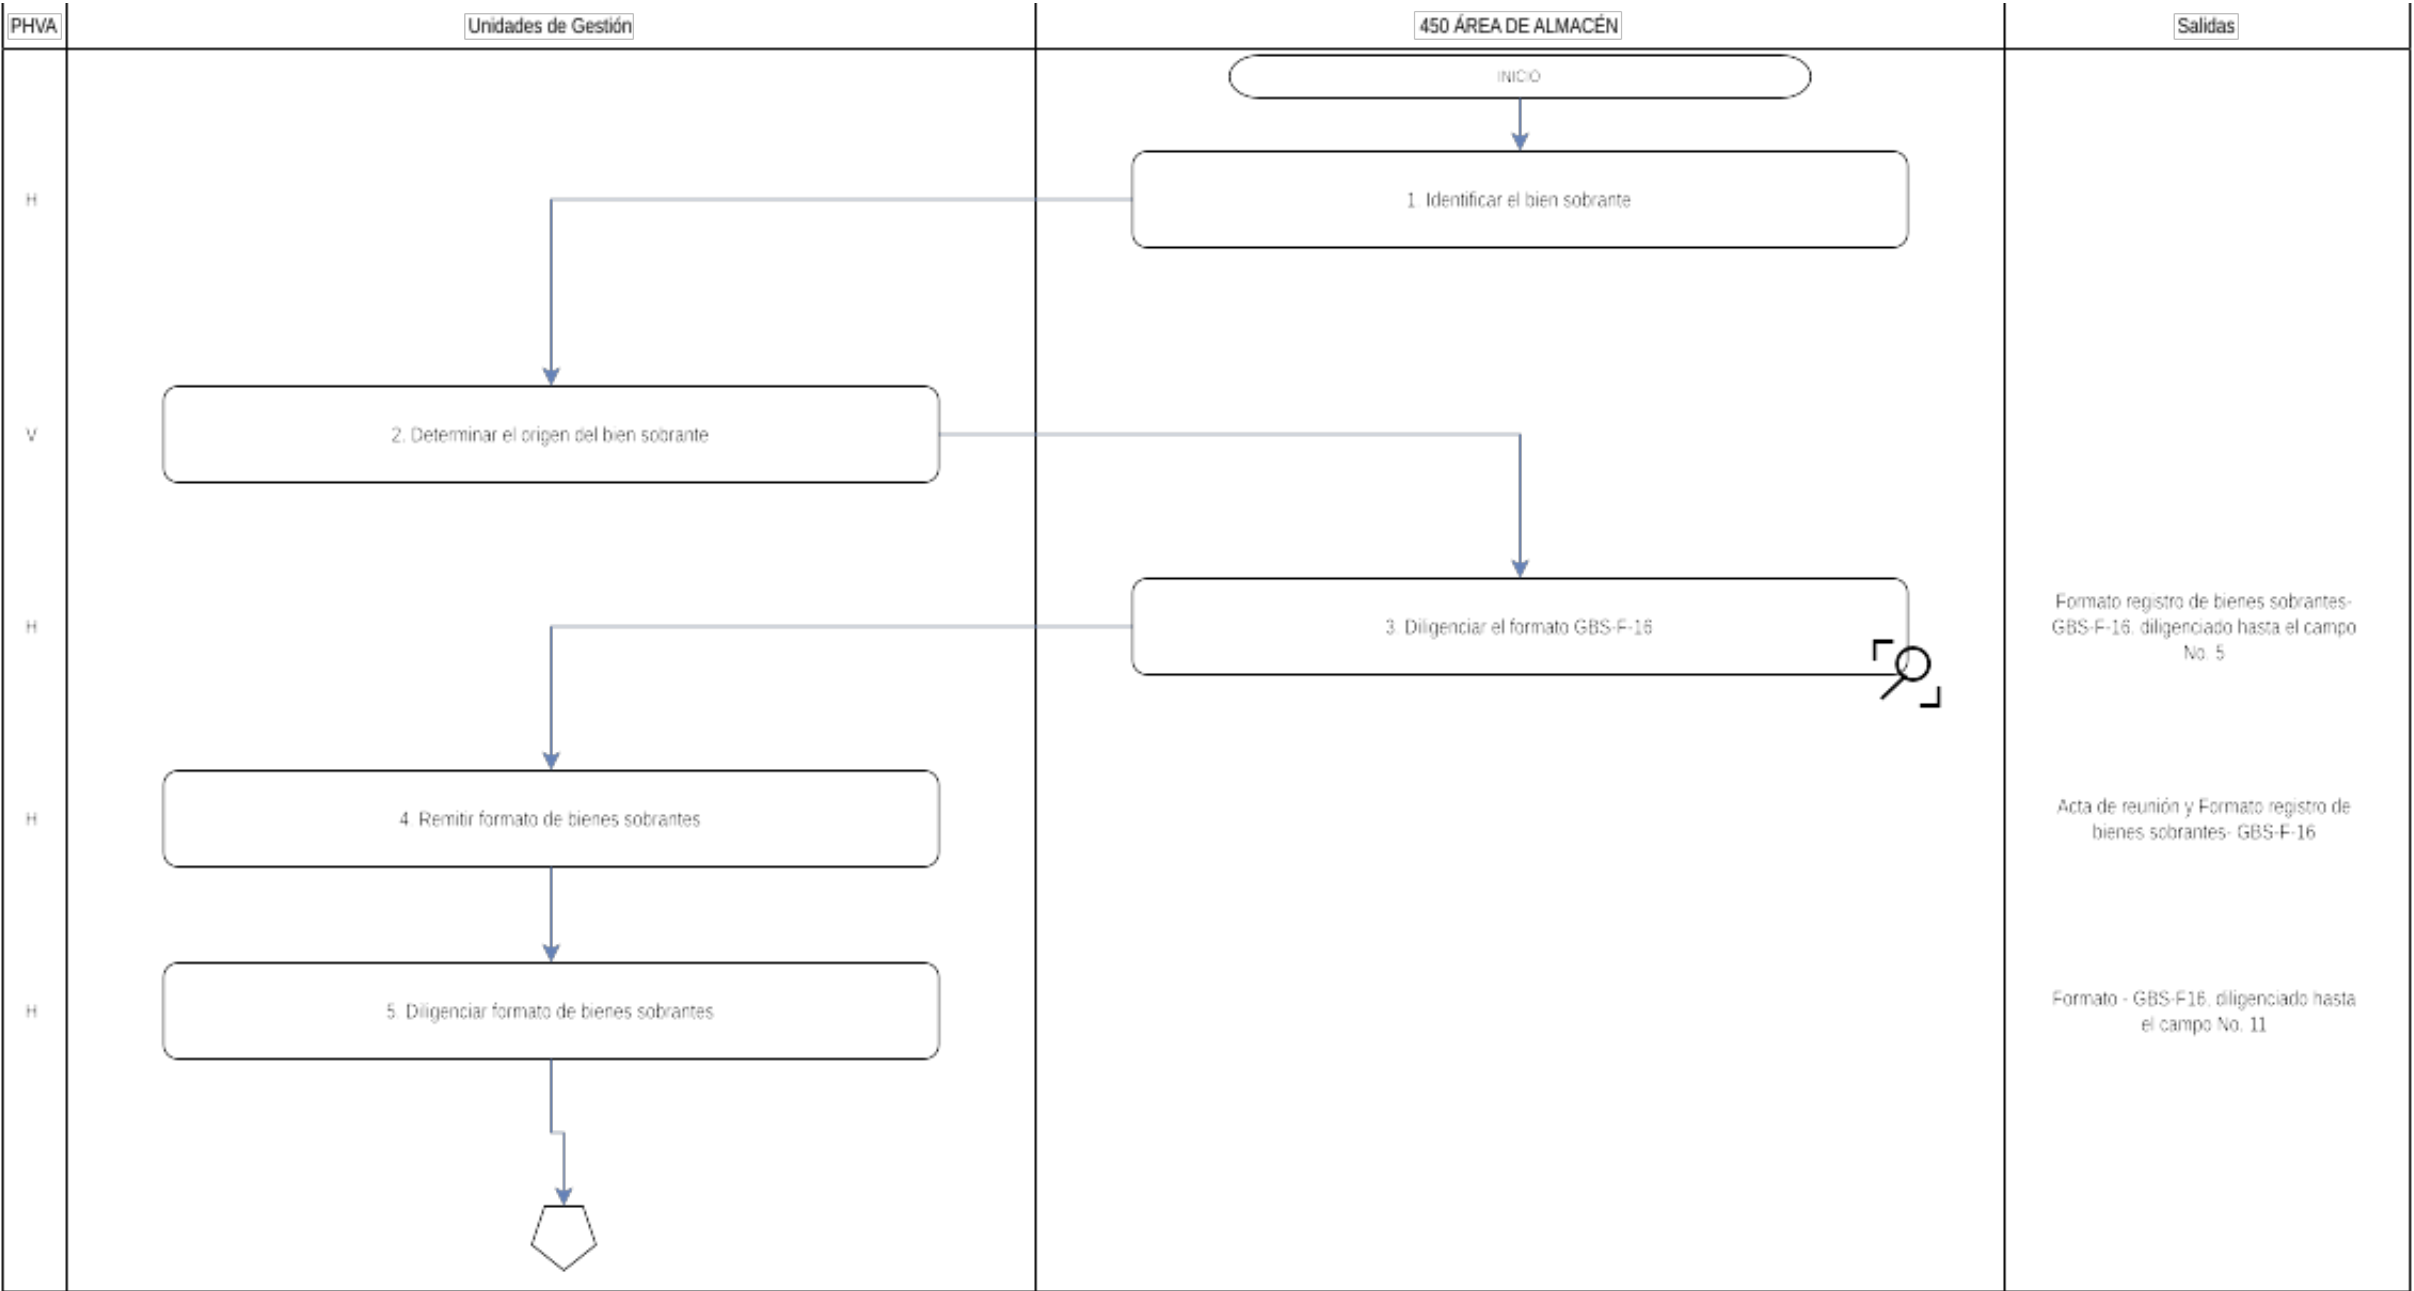 PHVA
Unidades de Gestión
450 ÁREA DE ALMACÉN
Salidas
INICIO
H
1. Identificar el bien sobrante
V
2. Determinar el origen del bien sobrante
H
3. Diligenciar el formato GBS-F-16
Formato registro de bienes sobrantes-
GBS-F-16, diligenciado hasta el campo
No. 5
H
4. Remitir formato de bienes sobrantes
Acta de reunión y Formato registro de
bienes sobrantes- GBS-F-16
H
5. Diligenciar formato de bienes sobrantes
Formato - GBS-F16, diligenciado hasta
el campo No. 11